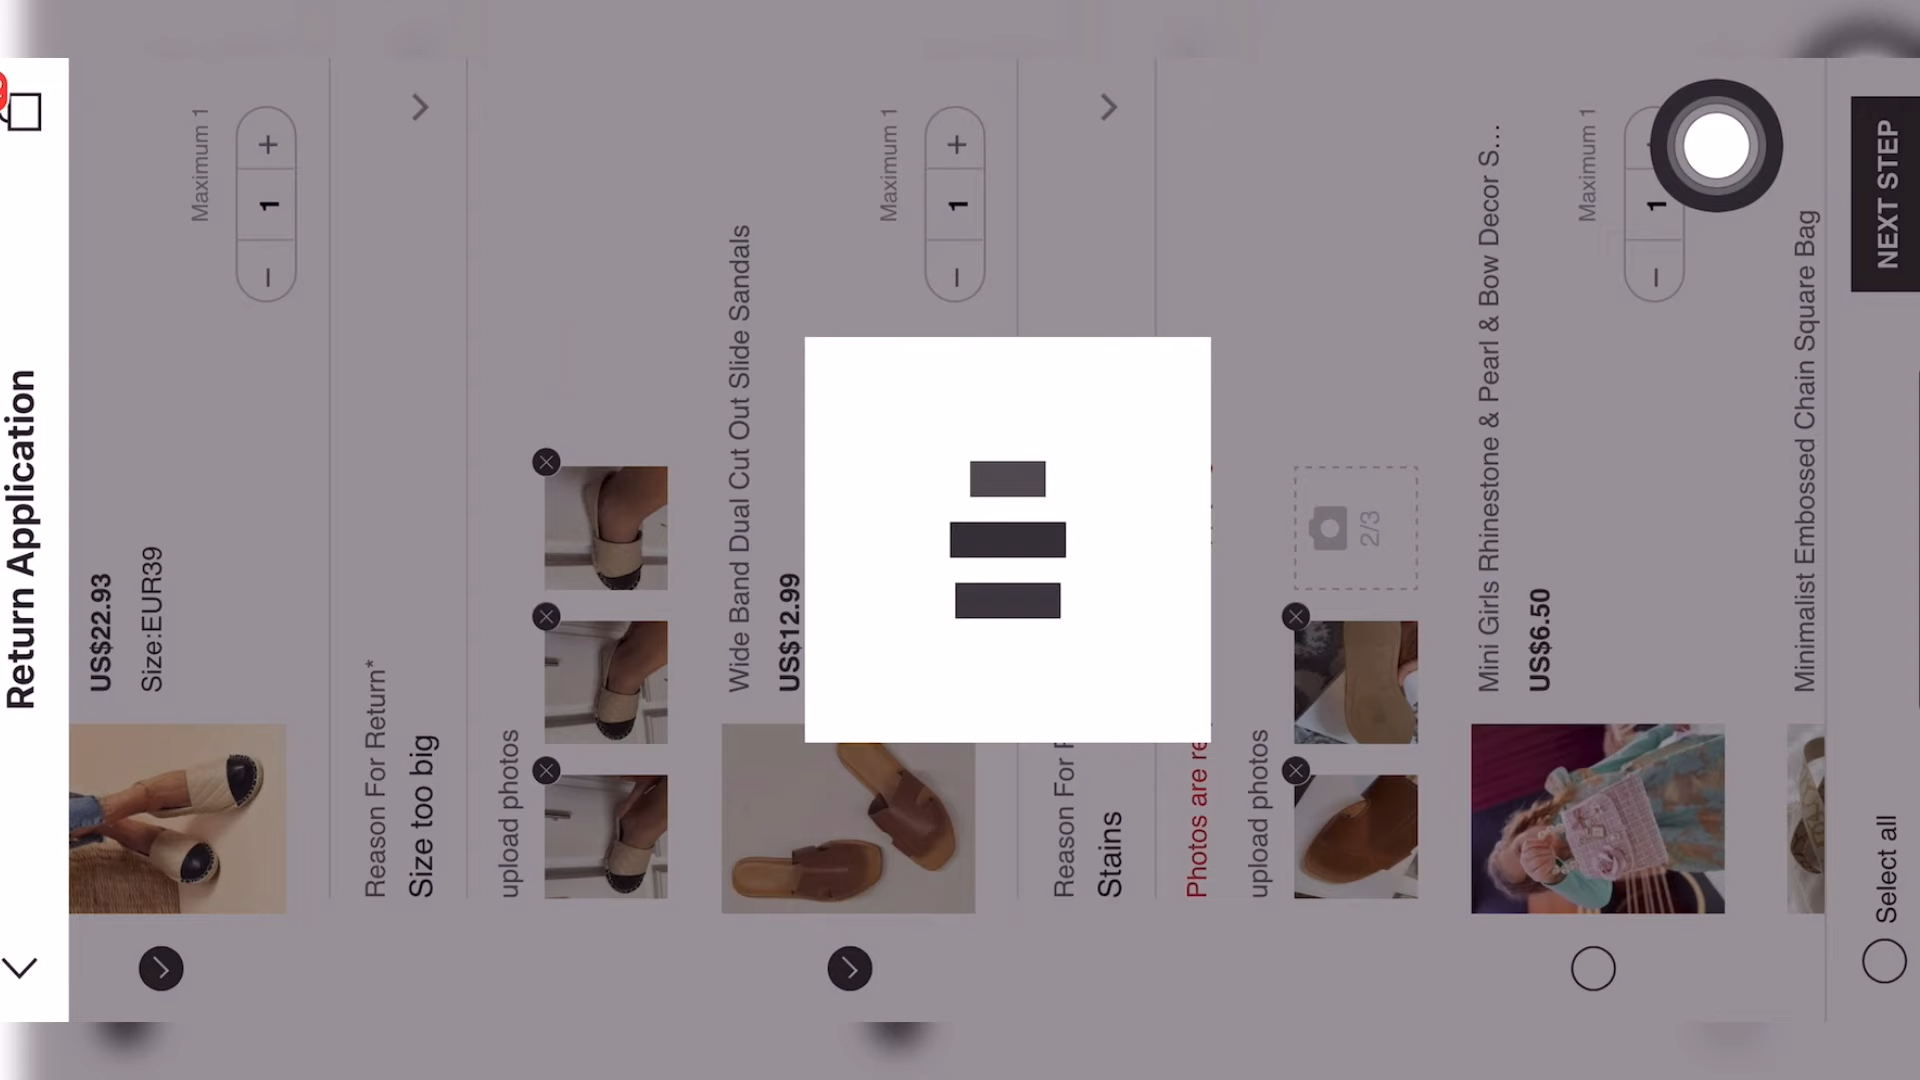 Return Application
US$22.93
Size:EUR39
Maximum 1
− 1 +
Reason For Return*
Size too big
upload photos
Wide Band Dual Cut Out Slide Sandals
US$12.99
Maximum 1
− 1 +
Reason For
Stains
Photos are re
upload photos
2/3
Mini Girls Rhinestone & Pearl & Bow Decor S...
US$6.50
Maximum 1
− 1
Minimalist Embossed Chain Square Bag
Select all
NEXT STEP